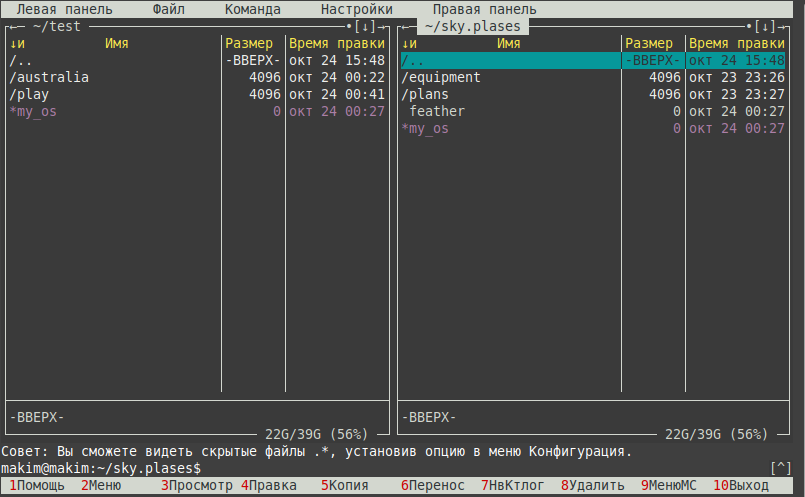 Левая панель Файл Команда Настройки Правая панель
←─ ~/test •[↓]→
↓и Имя Размер Время правки
/.. -ВВЕРХ- окт 24 15:48
/australia 4096 окт 24 00:22
/play 4096 окт 24 00:41
*my_os 0 окт 24 00:27
-ВВЕРХ-
22G/39G (56%)
←─ ~/sky.plases •[↓]→
↓и Имя Размер Время правки
/.. -ВВЕРХ- окт 24 15:48
/equipment 4096 окт 23 23:26
/plans 4096 окт 23 23:27
feather 0 окт 24 00:27
*my_os 0 окт 24 00:27
-ВВЕРХ-
22G/39G (56%)
Совет: Вы сможете видеть скрытые файлы .*, установив опцию в меню Конфигурация.
makim@makim:~/sky.plases$ [^]
1Помощь 2Меню 3Просмотр 4Правка 5Копия 6Перенос 7НвКтлог 8Удалить 9МенюМС 10Выход